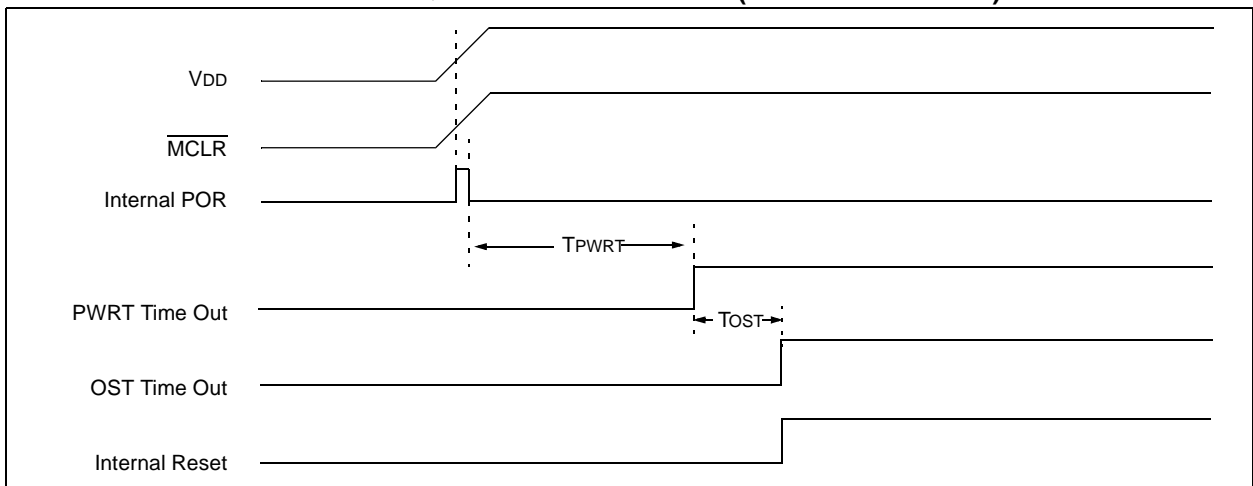 VDD
MCLR
Internal POR
TPWRT
PWRT Time Out
TOST
OST Time Out
Internal Reset